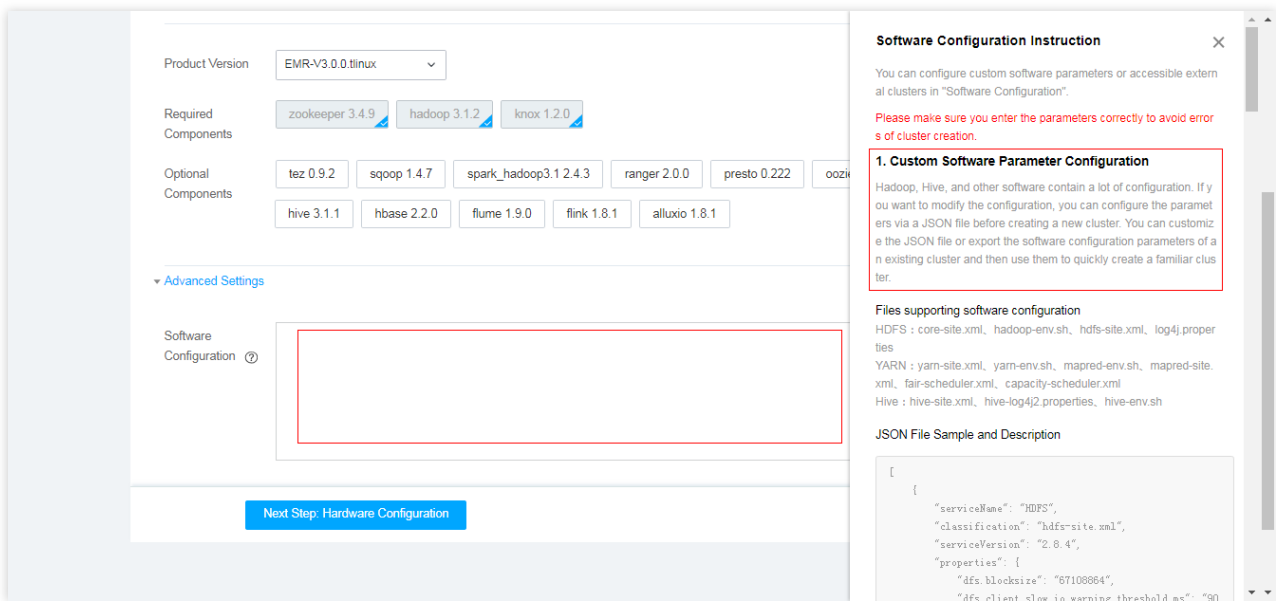 Product Version
EMR-V3.0.0.tlinux
Required
Components
zookeeper 3.4.9
hadoop 3.1.2
knox 1.2.0
Optional
Components
tez 0.9.2
sqoop 1.4.7
spark_hadoop3.1 2.4.3
ranger 2.0.0
presto 0.222
oozie
hive 3.1.1
hbase 2.2.0
flume 1.9.0
flink 1.8.1
alluxio 1.8.1
Advanced Settings
Software
Configuration
Next Step: Hardware Configuration
Software Configuration Instruction
You can configure custom software parameters or accessible extern
al clusters in "Software Configuration".
Please make sure you enter the parameters correctly to avoid error
s of cluster creation.
1. Custom Software Parameter Configuration
Hadoop, Hive, and other software contain a lot of configuration. If y
ou want to modify the configuration, you can configure the paramet
ers via a JSON file before creating a new cluster. You can customiz
e the JSON file or export the software configuration parameters of a
n existing cluster and then use them to quickly create a familiar clus
ter.
Files supporting software configuration
HDFS：core-site.xml、hadoop-env.sh、hdfs-site.xml、log4j.proper
ties
YARN：yarn-site.xml、yarn-env.sh、mapred-env.sh、mapred-site.
xml、fair-scheduler.xml、capacity-scheduler.xml
Hive：hive-site.xml、hive-log4j2.properties、hive-env.sh
JSON File Sample and Description
[
{
"serviceName": "HDFS",
"classification": "hdfs-site.xml",
"serviceVersion": "2.8.4",
"properties": {
"dfs.blocksize": "67108864",
"dfs.client.slow.io.warning.threshold.ms": "90